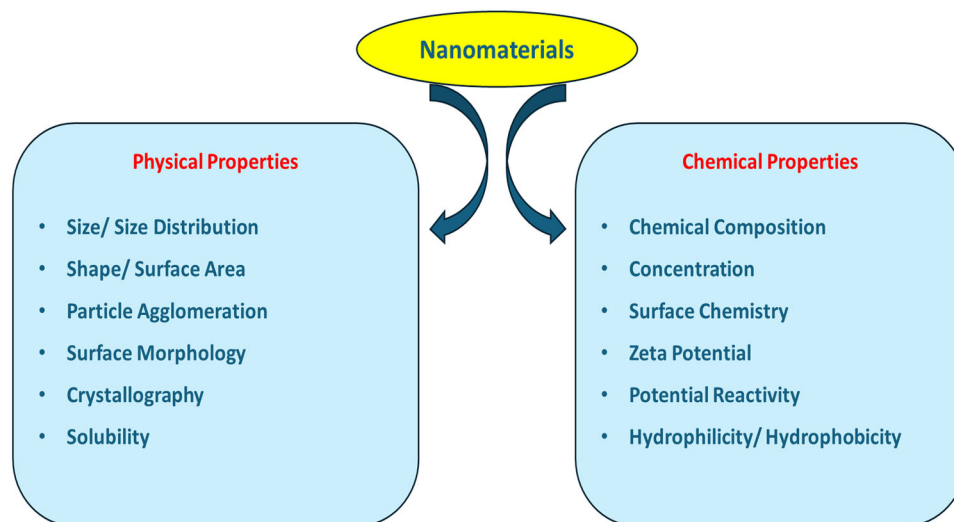 Nanomaterials
Physical Properties
• Size/ Size Distribution
• Shape/ Surface Area
• Particle Agglomeration
• Surface Morphology
• Crystallography
• Solubility
Chemical Properties
• Chemical Composition
• Concentration
• Surface Chemistry
• Zeta Potential
• Potential Reactivity
• Hydrophilicity/ Hydrophobicity